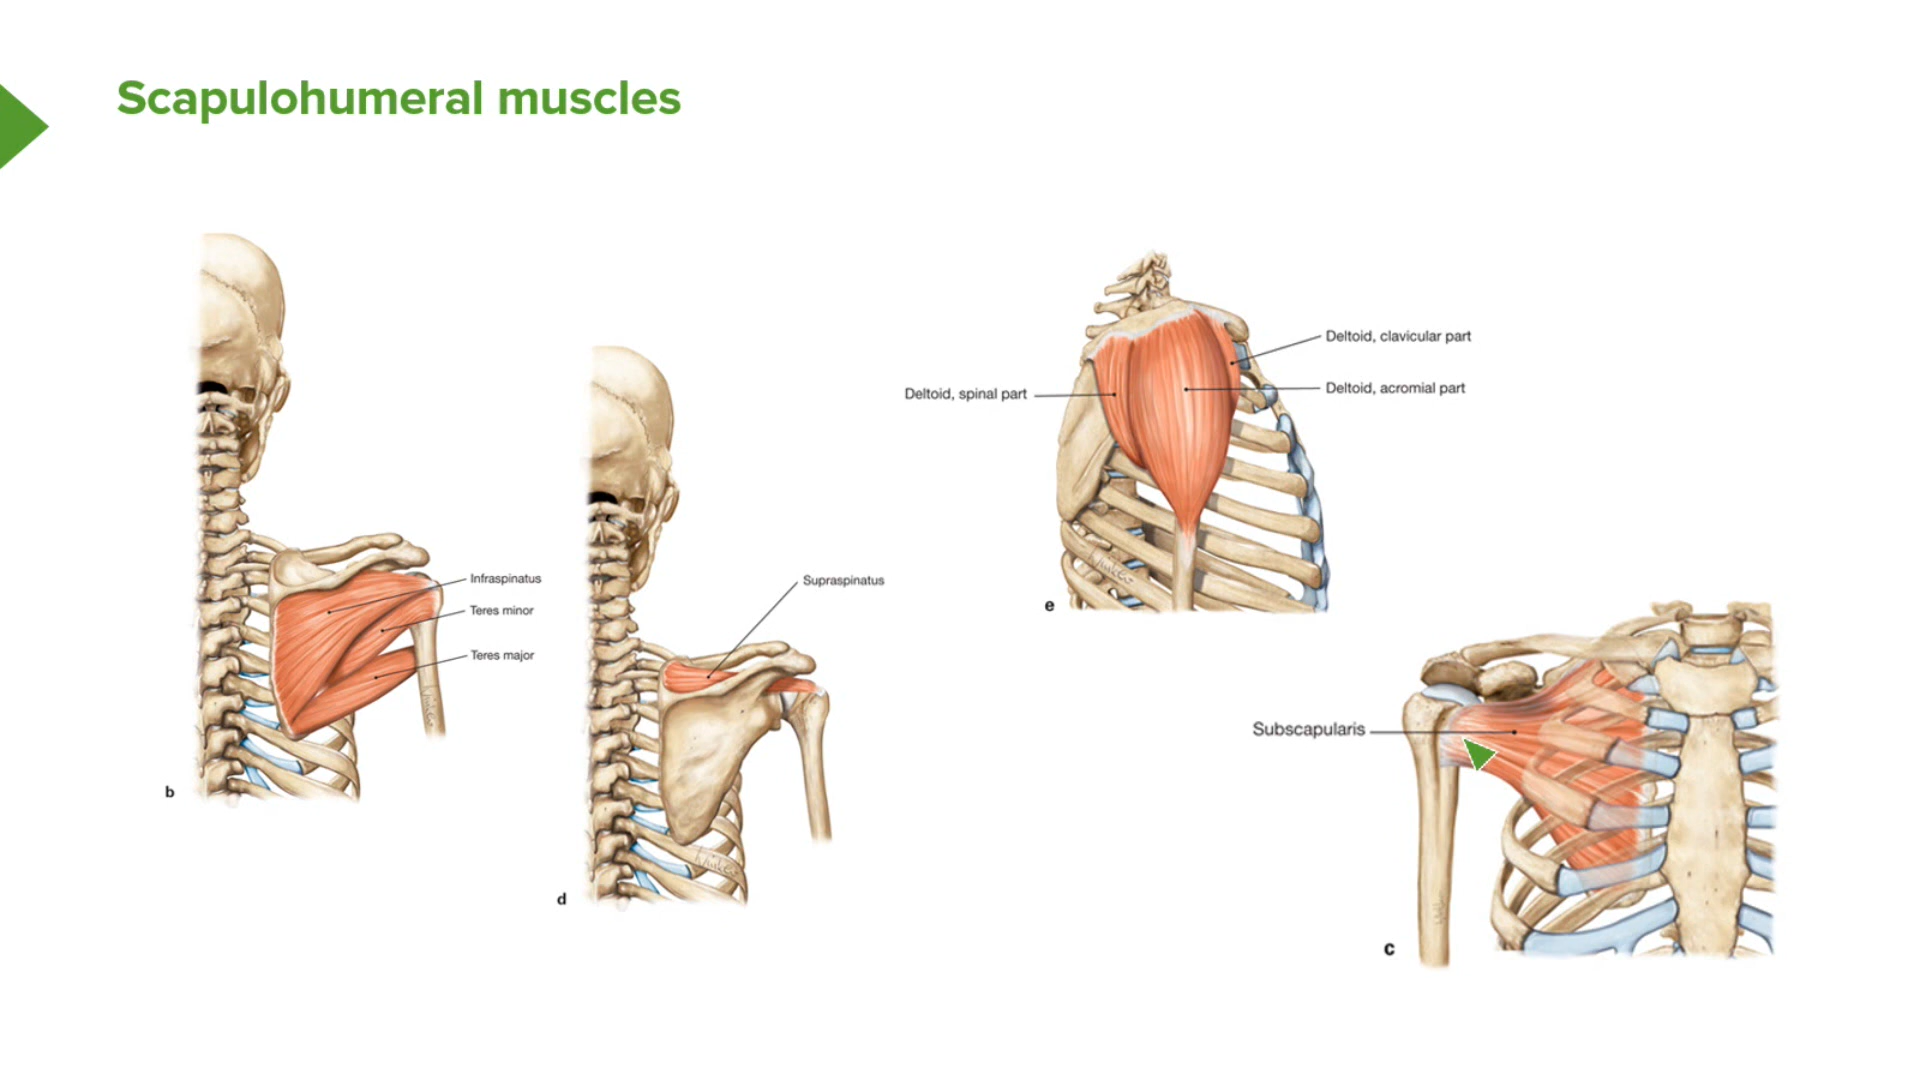 Scapulohumeral muscles
Infraspinatus
Teres minor
Teres major
b
Supraspinatus
d
Deltoid, clavicular part
Deltoid, acromial part
Deltoid, spinal part
e
Subscapularis
c